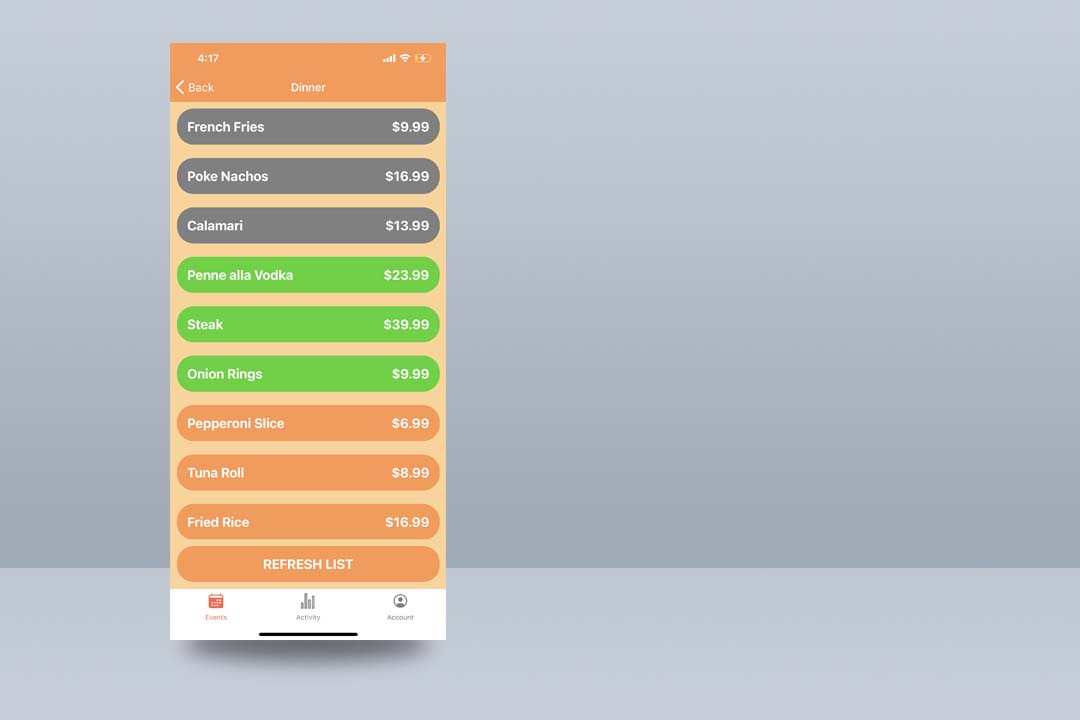 4:17
Back Dinner
French Fries $9.99
Poke Nachos $16.99
Calamari $13.99
Penne alla Vodka $23.99
Steak $39.99
Onion Rings $9.99
Pepperoni Slice $6.99
Tuna Roll $8.99
Fried Rice $16.99
REFRESH LIST
Events Activity Account